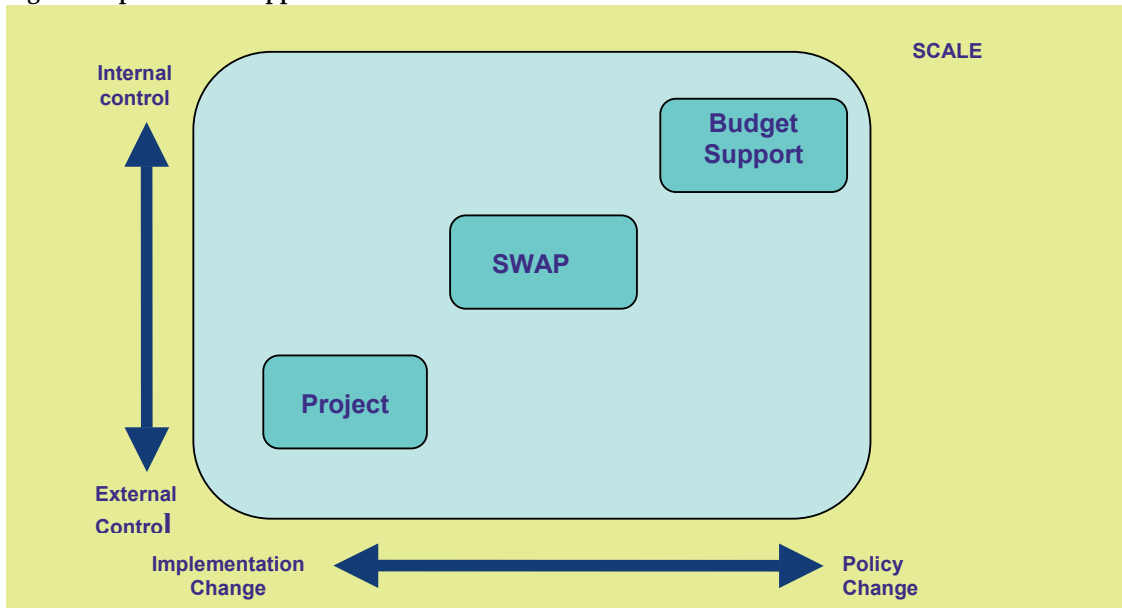 SCALE
Internal
control
Budget
Support
SWAP
Project
External
Control
Implementation
Change
Policy
Change